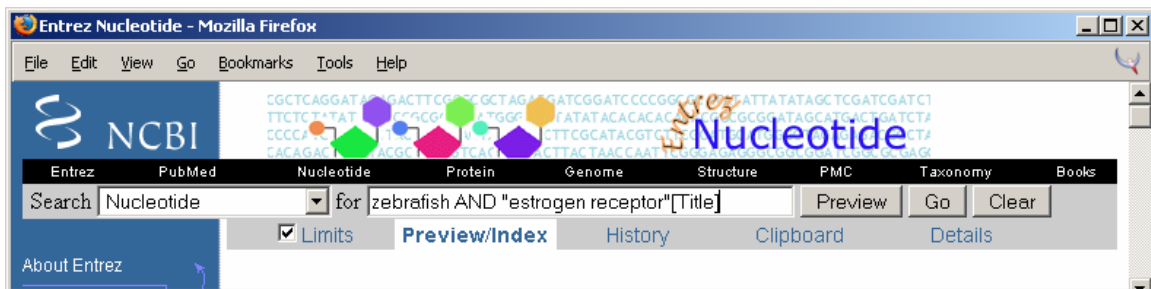 Entrez Nucleotide - Mozilla Firefox
File Edit View Go Bookmarks Tools Help
NCBI
Entrez Nucleotide
Entrez PubMed Nucleotide Protein Genome Structure PMC Taxonomy Books
Search Nucleotide for zebrafish AND "estrogen receptor"[Title] Preview Go Clear
Limits Preview/Index History Clipboard Details
About Entrez